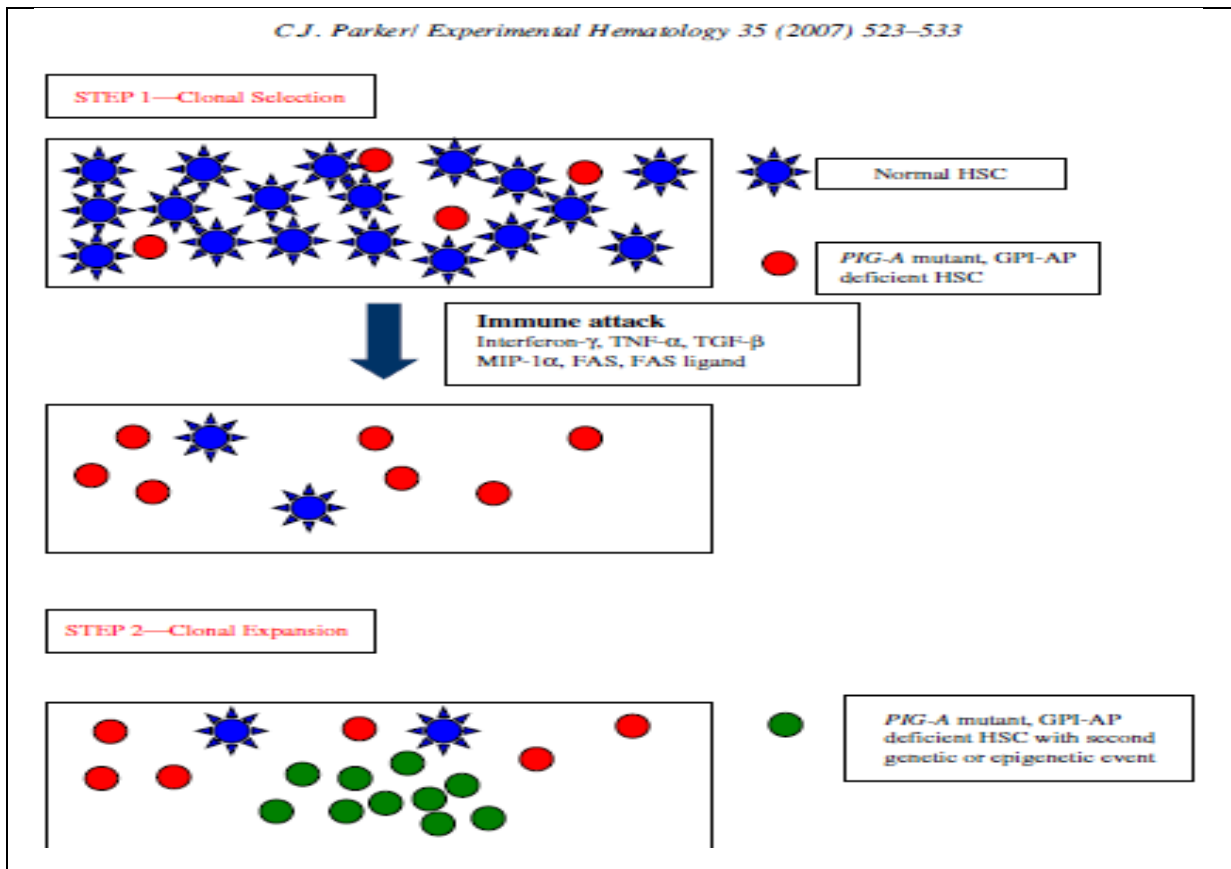 C.J. Parker/ Experimental Hematology 35 (2007) 523–533
STEP 1—Clonal Selection
Normal HSC
PIG-A mutant, GPI-AP
deficient HSC
Immune attack
Interferon-γ, TNF-α, TGF-β
MIP-1α, FAS, FAS ligand
STEP 2—Clonal Expansion
PIG-A mutant, GPI-AP
deficient HSC with second
genetic or epigenetic event